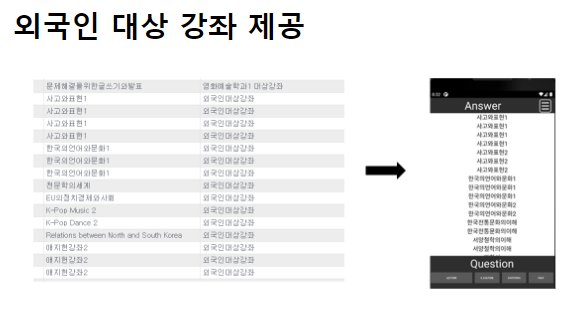 외국인 대상 강좌 제공
문제해결를위한글쓰기와발표 영화예술학과1 대상강좌
사고와표현1 외국인대상강좌
사고와표현1 외국인대상강좌
사고와표현1 외국인대상강좌
사고와표현1 외국인대상강좌
한국의언어와문화1 외국인대상강좌
한국의언어와문화1 외국인대상강좌
한국의언어와문화1 외국인대상강좌
천문학의세계 외국인대상강좌
EU의정치경제와사회 외국인대상강좌
K-Pop Music 2 외국인대상강좌
K-Pop Dance 2 외국인대상강좌
Relations between North and South Korea 외국인대상강좌
애치현강좌2 외국인대상강좌
애치현강좌2 외국인대상강좌
애치현강좌2 외국인대상강좌
Answer
사고와표현1
사고와표현1
사고와표현1
사고와표현1
사고와표현2
사고와표현2
사고와표현2
한국의언어와문화1
한국의언어와문화1
한국의언어와문화1
한국의언어와문화2
한국의언어와문화2
한국전통문화의이해
한국전통문화의이해
서양철학의이해
서양철학의이해
Question